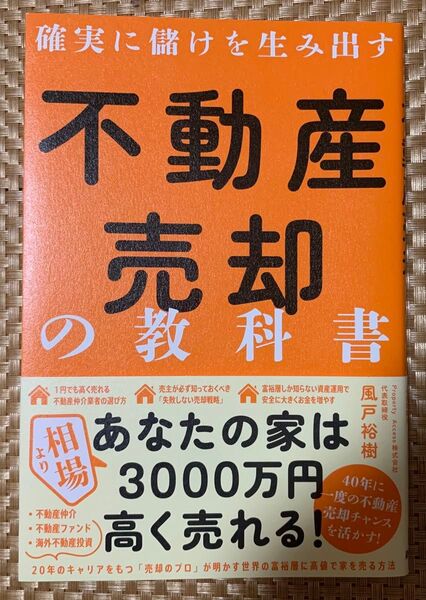 確実に儲けを生み出す
不動産
売却
の教科書
Property Access株式会社
代表取締役
風戸裕樹
1円でも高く売れる
不動産仲介業者の選び方
売主が必ず知っておくべき
「失敗しない売却戦略」
富裕層しか知らない資産運用で
安全に大きくお金を増やす
相場
より
あなたの家は
3000万円
高く売れる!
・不動産仲介
・不動産ファンド
・海外不動産投資
40年に
一度の不動産
売却チャンス
を活かす!
20年のキャリアをもつ「売却のプロ」が明かす世界の富裕層に高値で家を売る方法